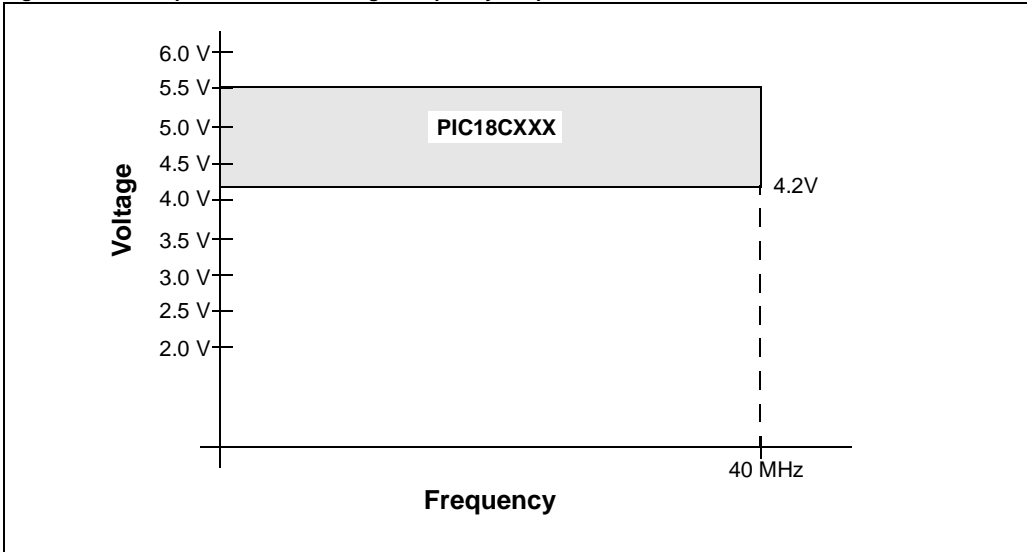 6.0 V
5.5 V
5.0 V
PIC18CXXX
4.5 V
4.2V
4.0 V
3.5 V
3.0 V
2.5 V
2.0 V
Voltage
40 MHz
Frequency